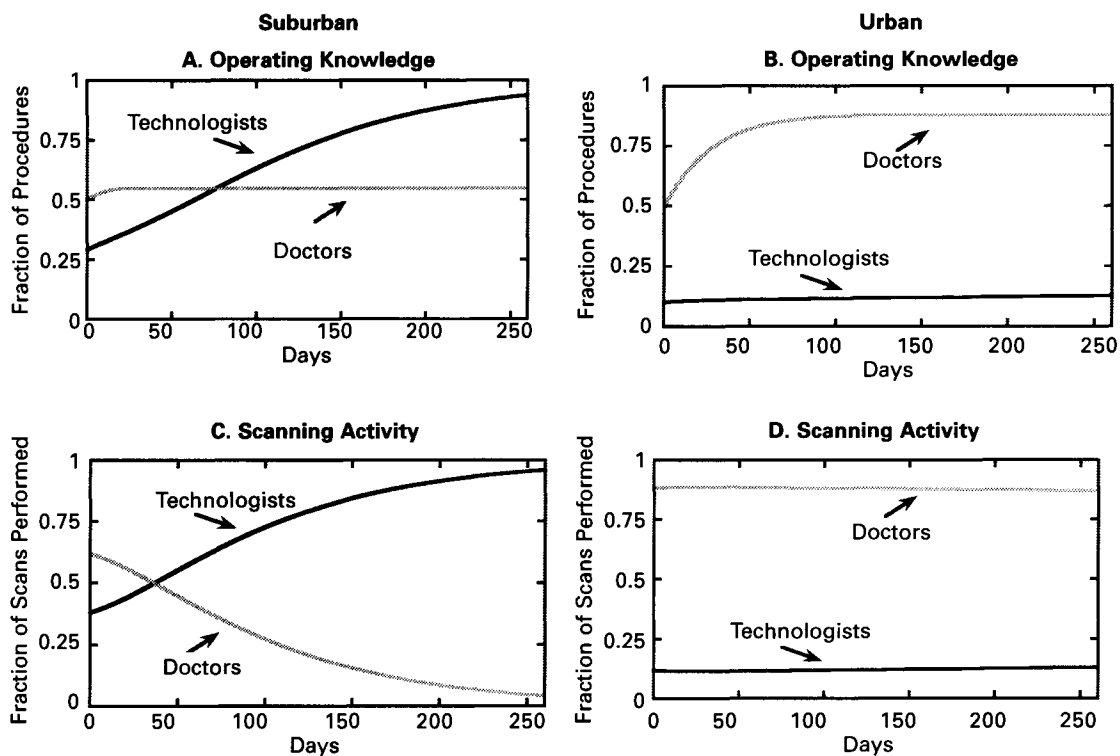 Suburban
A. Operating Knowledge
Fraction of Procedures
1
0.75
0.5
0.25
0
Technologists
Doctors
0 50 100 150 200 250
Days
Urban
B. Operating Knowledge
Fraction of Procedures
1
0.75
0.5
0.25
0
Doctors
Technologists
0 50 100 150 200 250
Days
C. Scanning Activity
Fraction of Scans Performed
1
0.75
0.5
0.25
0
Technologists
Doctors
0 50 100 150 200 250
Days
D. Scanning Activity
Fraction of Scans Performed
1
0.75
0.5
0.25
0
Doctors
Technologists
0 50 100 150 200 250
Days